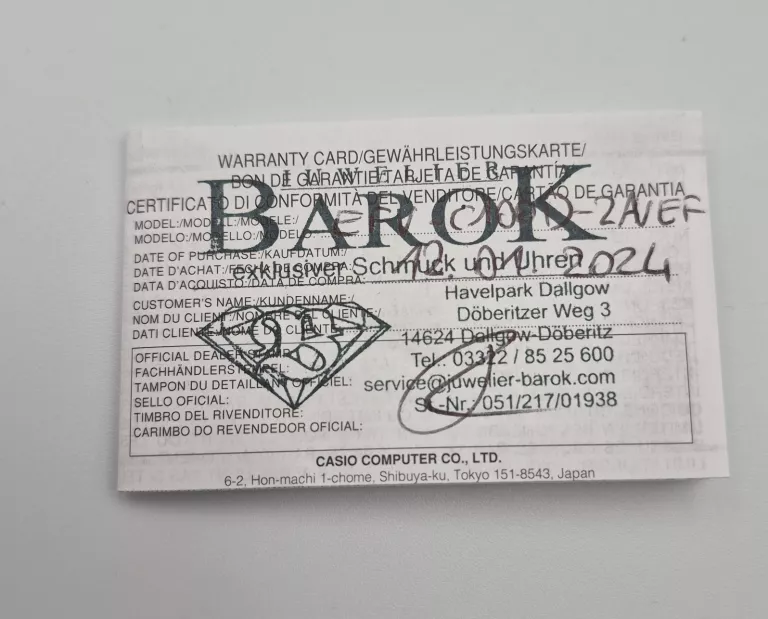 WARRANTY CARD/GEWÄHRLEISTUNGSKARTE/
BON DE GARANTIE/TARJETA DE GARANTÍA/
JUWELIER
CERTIFICATO DI CONFORMITÀ DEL VENDITORE/CARTÃO DE GARANTIA
BAROK
MODEL:/MODELL:/MODÈLE:/
MODELO:/MODELLO:/MODELO:
-2AVEF
DATE OF PURCHASE:/KAUFDATUM:/
DATE D'ACHAT:/FECHA DE COMPRA:/
DATA D'ACQUISTO:/DATA DE COMPRA:
exklusiver Schmuck und Uhren
12. 01. 2024
CUSTOMER'S NAME:/KUNDENNAME:/
NOM DU CLIENT:/NOMBRE DEL CLIENTE:/
DATI CLIENTE:/NOME DO CLIENTE:
Havelpark Dallgow
Döberitzer Weg 3
14624 Dallgow-Döberitz
Tel.: 03322 / 85 25 600
service@juwelier-barok.com
St.-Nr.: 051/217/01938
OFFICIAL DEALER STAMP:
FACHHÄNDLERSTEMPEL:
TAMPON DU DETAILLANT OFFICIEL:
SELLO OFICIAL:
TIMBRO DEL RIVENDITORE:
CARIMBO DO REVENDEDOR OFICIAL:
CASIO COMPUTER CO., LTD.
6-2, Hon-machi 1-chome, Shibuya-ku, Tokyo 151-8543, Japan